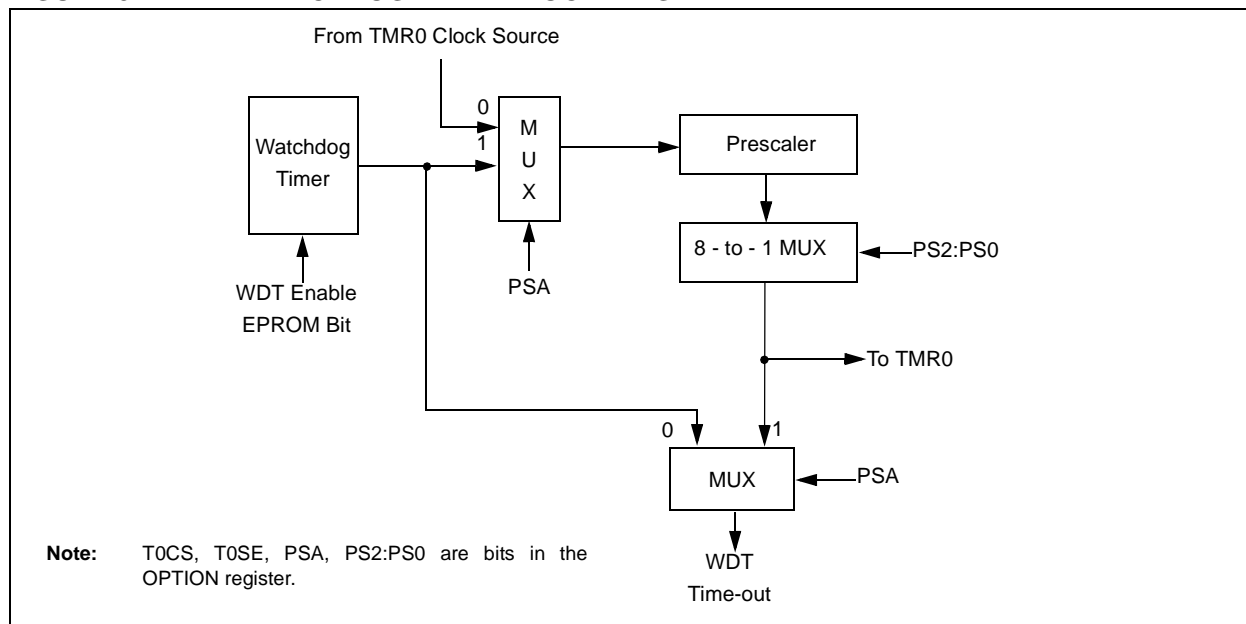 From TMR0 Clock Source
0
1
M
U
X
Watchdog
Timer
Prescaler
8 - to - 1 MUX
PS2:PS0
PSA
WDT Enable
EPROM Bit
To TMR0
0
1
MUX
PSA
Note: T0CS, T0SE, PSA, PS2:PS0 are bits in the
OPTION register.
WDT
Time-out